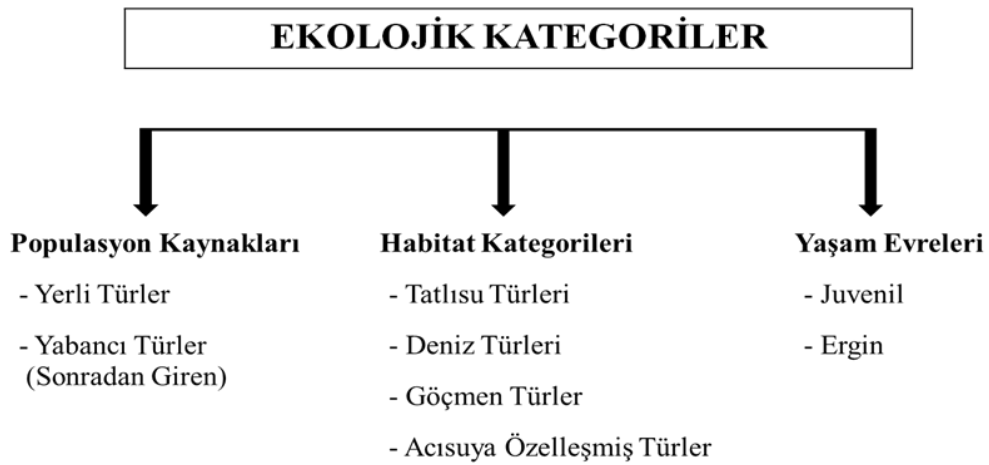 EKOLOJİK KATEGORİLER
Populasyon Kaynakları
- Yerli Türler
- Yabancı Türler
(Sonradan Giren)
Habitat Kategorileri
- Tatlısu Türleri
- Deniz Türleri
- Göçmen Türler
- Acısuya Özelleşmiş Türler
Yaşam Evreleri
- Juvenil
- Ergin